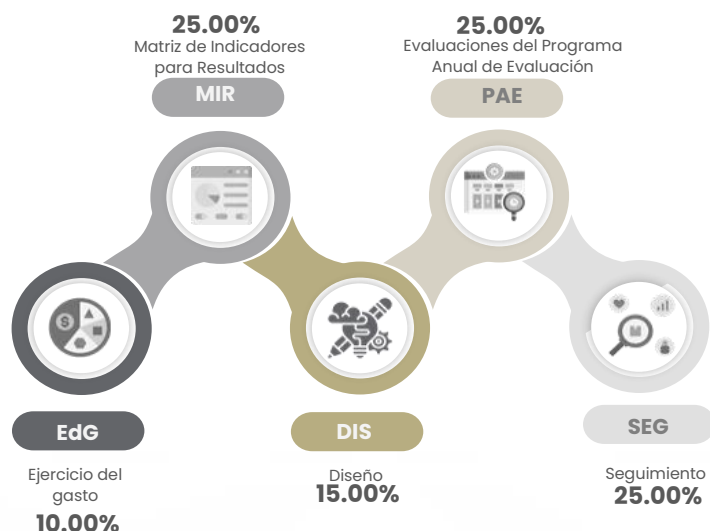 25.00%
Matriz de Indicadores
para Resultados
MIR
25.00%
Evaluaciones del Programa
Anual de Evaluación
PAE
EdG
Ejercicio del
gasto
10.00%
DIS
Diseño
15.00%
SEG
Seguimiento
25.00%